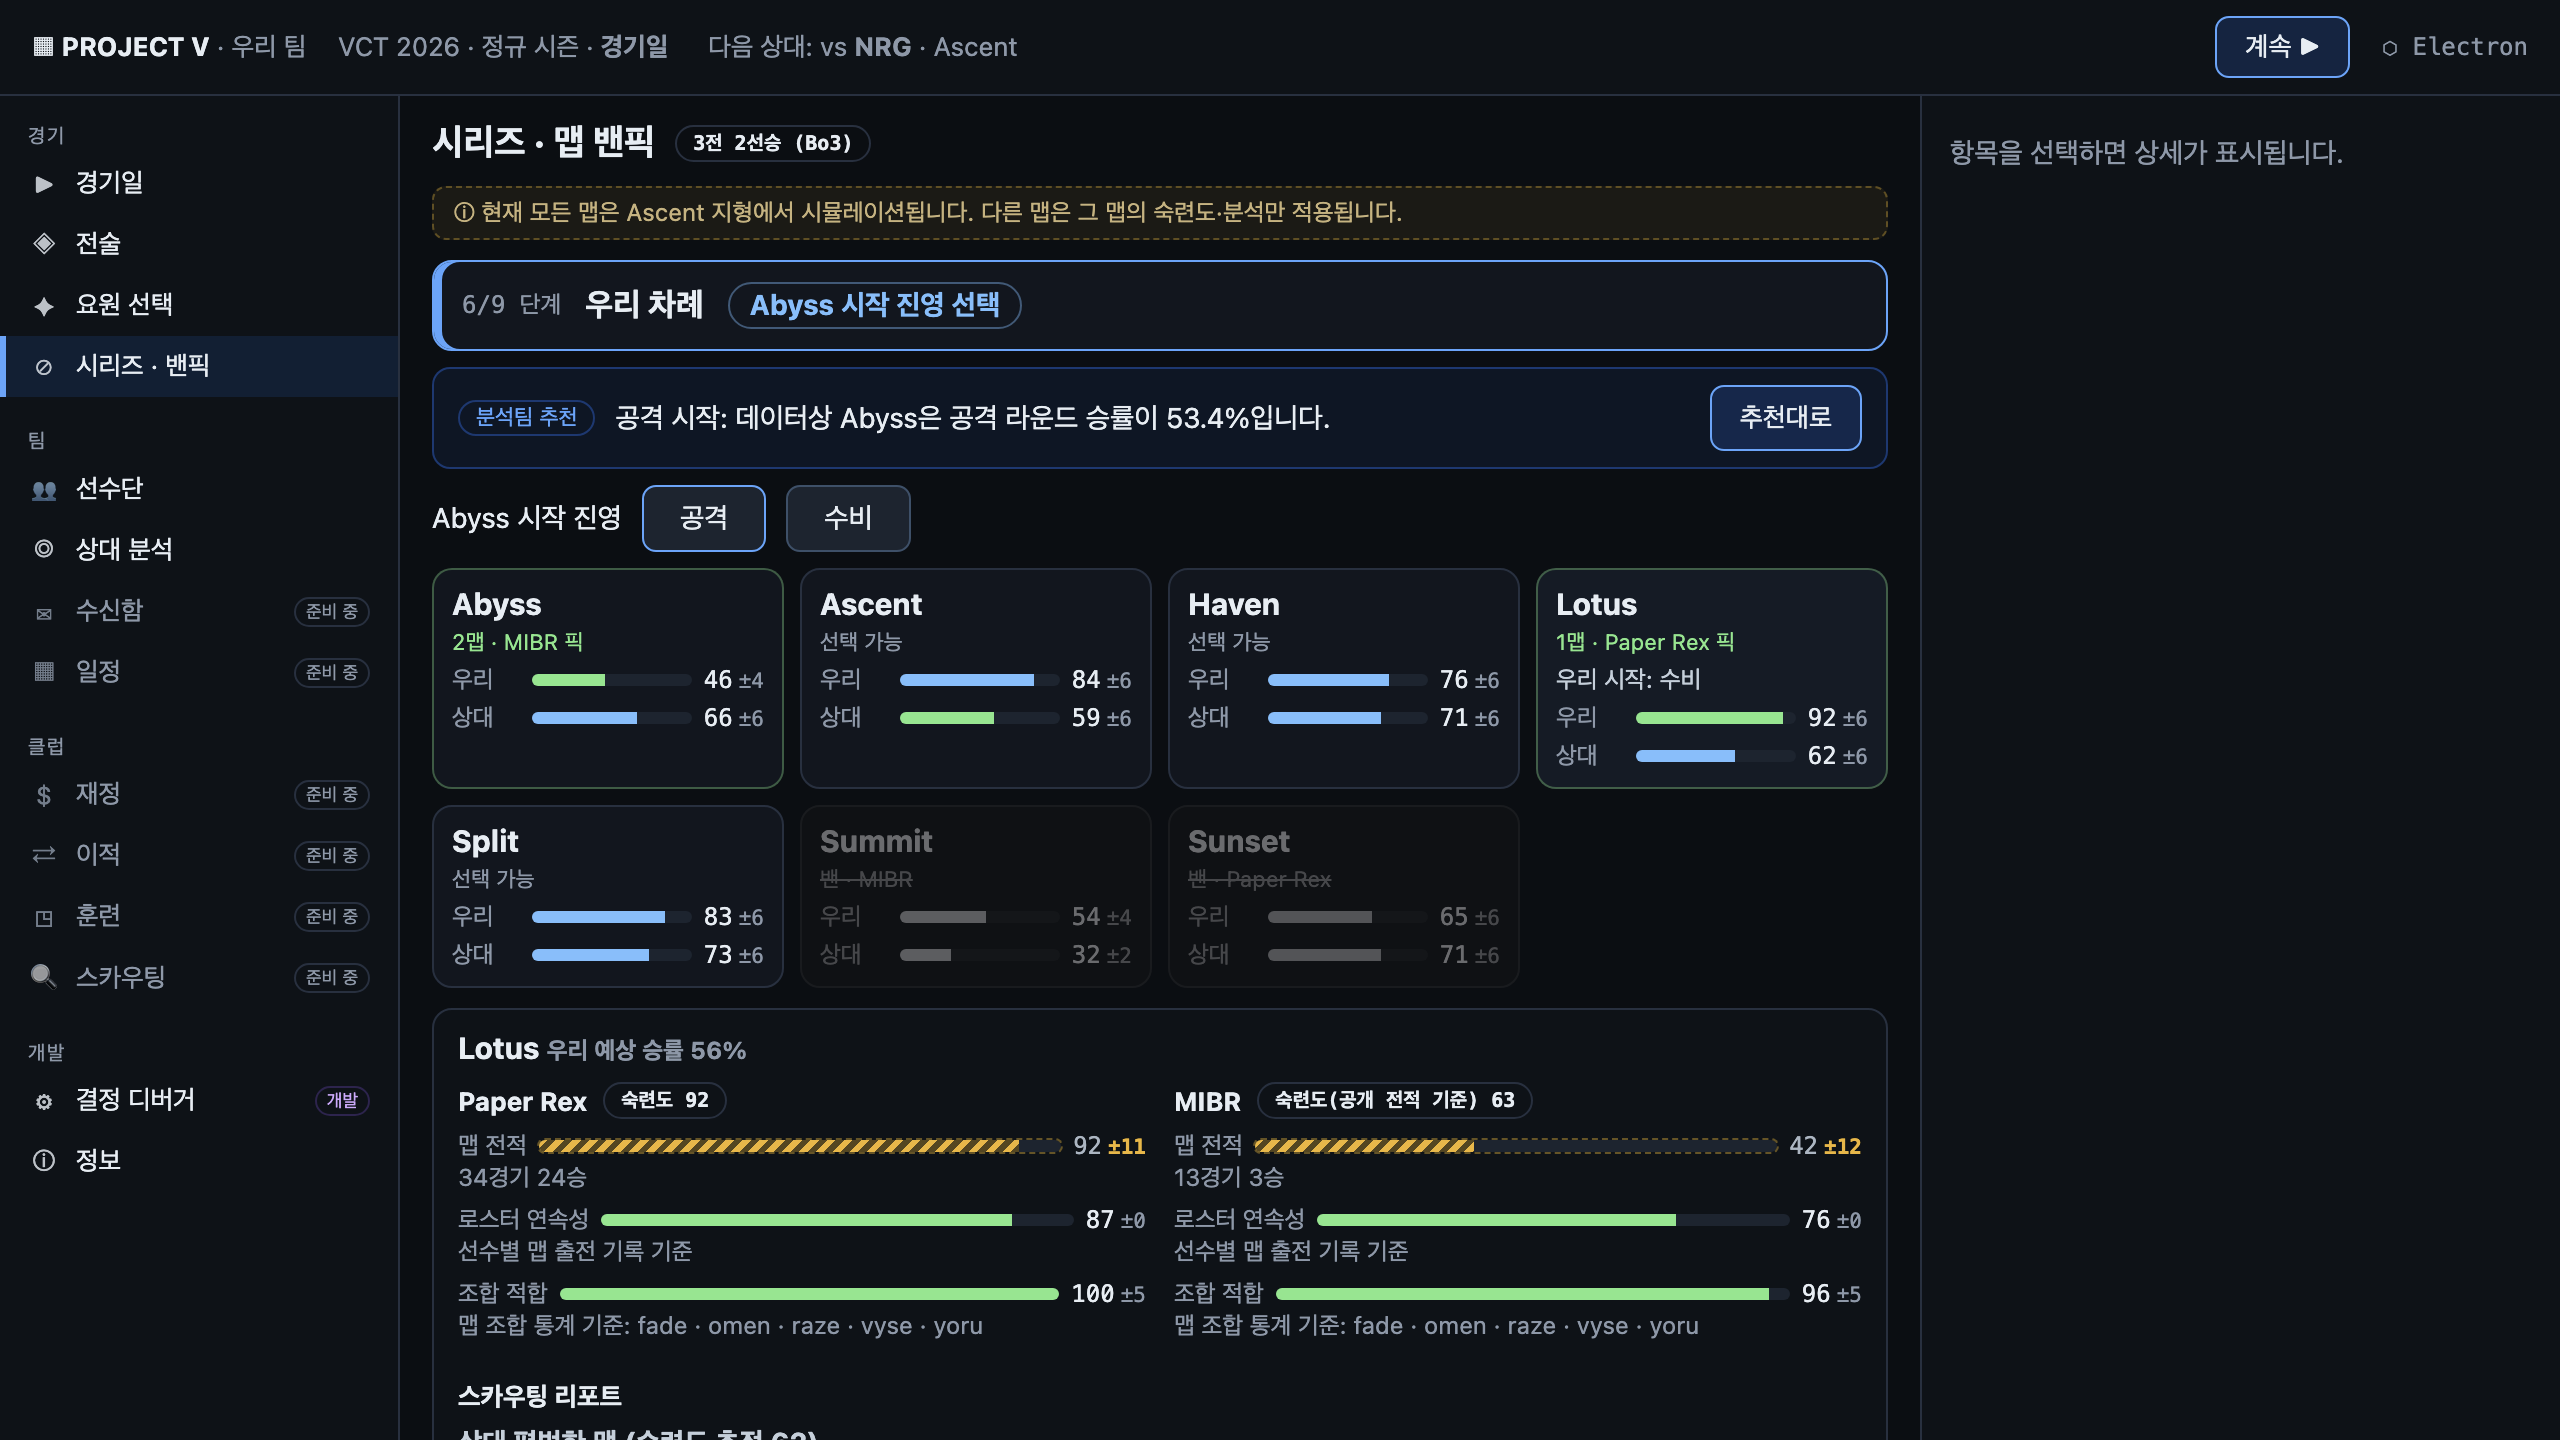 ▦ PROJECT V · 우리 팀 VCT 2026 · 정규 시즌 · 경기일 다음 상대: vs NRG · Ascent 계속 ▶ ⬡ Electron
경기
▶ 경기일
◈ 전술
✦ 요원 선택
⊘ 시리즈 · 밴픽
팀
선수단
◎ 상대 분석
✉ 수신함 준비 중
▦ 일정 준비 중
클럽
$ 재정 준비 중
⇄ 이적 준비 중
◳ 훈련 준비 중
스카우팅 준비 중
개발
⚙ 결정 디버거 개발
ⓘ 정보
시리즈 · 맵 밴픽 3전 2선승 (Bo3)
ⓘ 현재 모든 맵은 Ascent 지형에서 시뮬레이션됩니다. 다른 맵은 그 맵의 숙련도·분석만 적용됩니다.
6/9 단계 우리 차례 Abyss 시작 진영 선택
분석팀 추천 공격 시작: 데이터상 Abyss은 공격 라운드 승률이 53.4%입니다. 추천대로
Abyss 시작 진영 공격 수비
Abyss
2맵 · MIBR 픽
우리 46 ±4
상대 66 ±6
Ascent
선택 가능
우리 84 ±6
상대 59 ±6
Haven
선택 가능
우리 76 ±6
상대 71 ±6
Lotus
1맵 · Paper Rex 픽
우리 시작: 수비
우리 92 ±6
상대 62 ±6
Split
선택 가능
우리 83 ±6
상대 73 ±6
Summit
밴 · MIBR
우리 54 ±4
상대 32 ±2
Sunset
밴 · Paper Rex
우리 65 ±6
상대 71 ±6
Lotus 우리 예상 승률 56%
Paper Rex 숙련도 92
맵 전적 92 ±11
34경기 24승
로스터 연속성 87 ±0
선수별 맵 출전 기록 기준
조합 적합 100 ±5
맵 조합 통계 기준: fade · omen · raze · vyse · yoru
MIBR 숙련도(공개 전적 기준) 63
맵 전적 42 ±12
13경기 3승
로스터 연속성 76 ±0
선수별 맵 출전 기록 기준
조합 적합 96 ±5
맵 조합 통계 기준: fade · omen · raze · vyse · yoru
스카우팅 리포트
항목을 선택하면 상세가 표시됩니다.